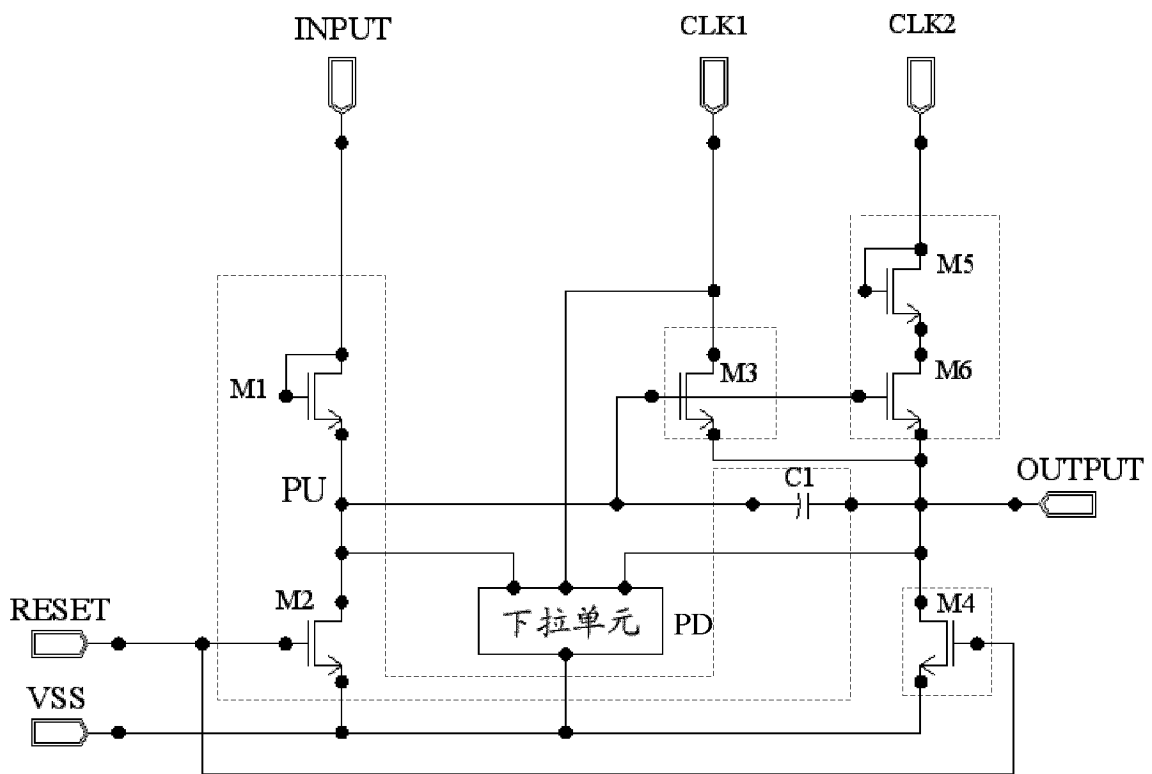 INPUT
CLK1
CLK2
M5
M1
M3
M6
PU
C1
OUTPUT
RESET
M2
下拉单元
PD
M4
VSS